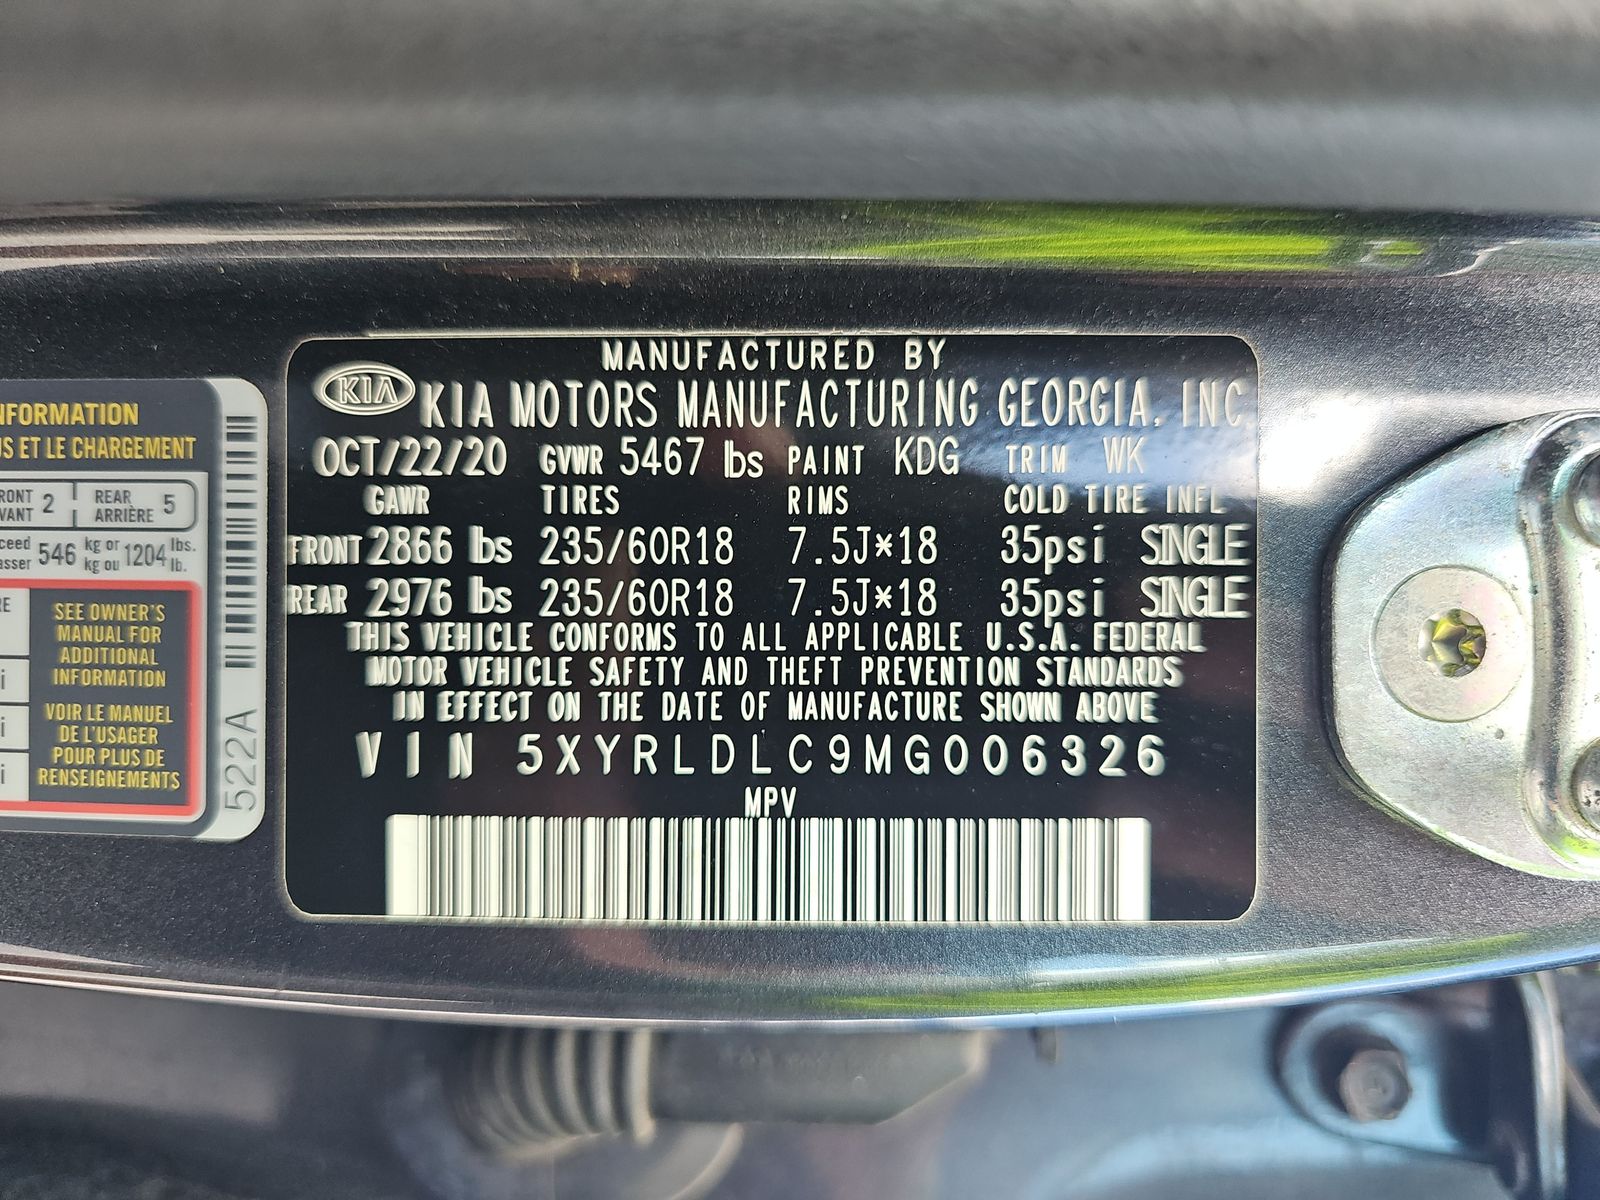 MANUFACTURED BY
KIA KIA MOTORS MANUFACTURING GEORGIA, INC
OCT/22/20 GVWR 5467 lbs PAINT KDG TRIM WK
GAWR TIRES RIMS COLD TIRE INFL
FRONT 2866 lbs 235/60R18 7.5J*18 35psi SINGLE
REAR 2976 lbs 235/60R18 7.5J*18 35psi SINGLE
THIS VEHICLE CONFORMS TO ALL APPLICABLE U.S.A. FEDERAL
MOTOR VEHICLE SAFETY AND THEFT PREVENTION STANDARDS
IN EFFECT ON THE DATE OF MANUFACTURE SHOWN ABOVE
VIN 5XYRLDLC9MG006326
MPV
NFORMATION
US ET LE CHARGEMENT
RONT 2 REAR 5
VANT ARRIÈRE
ceed 546 kg or 1204 lbs.
asser kg ou lb.
RE
i
i
i
SEE OWNER'S
MANUAL FOR
ADDITIONAL
INFORMATION
VOIR LE MANUEL
DE L'USAGER
POUR PLUS DE
RENSEIGNEMENTS
522A